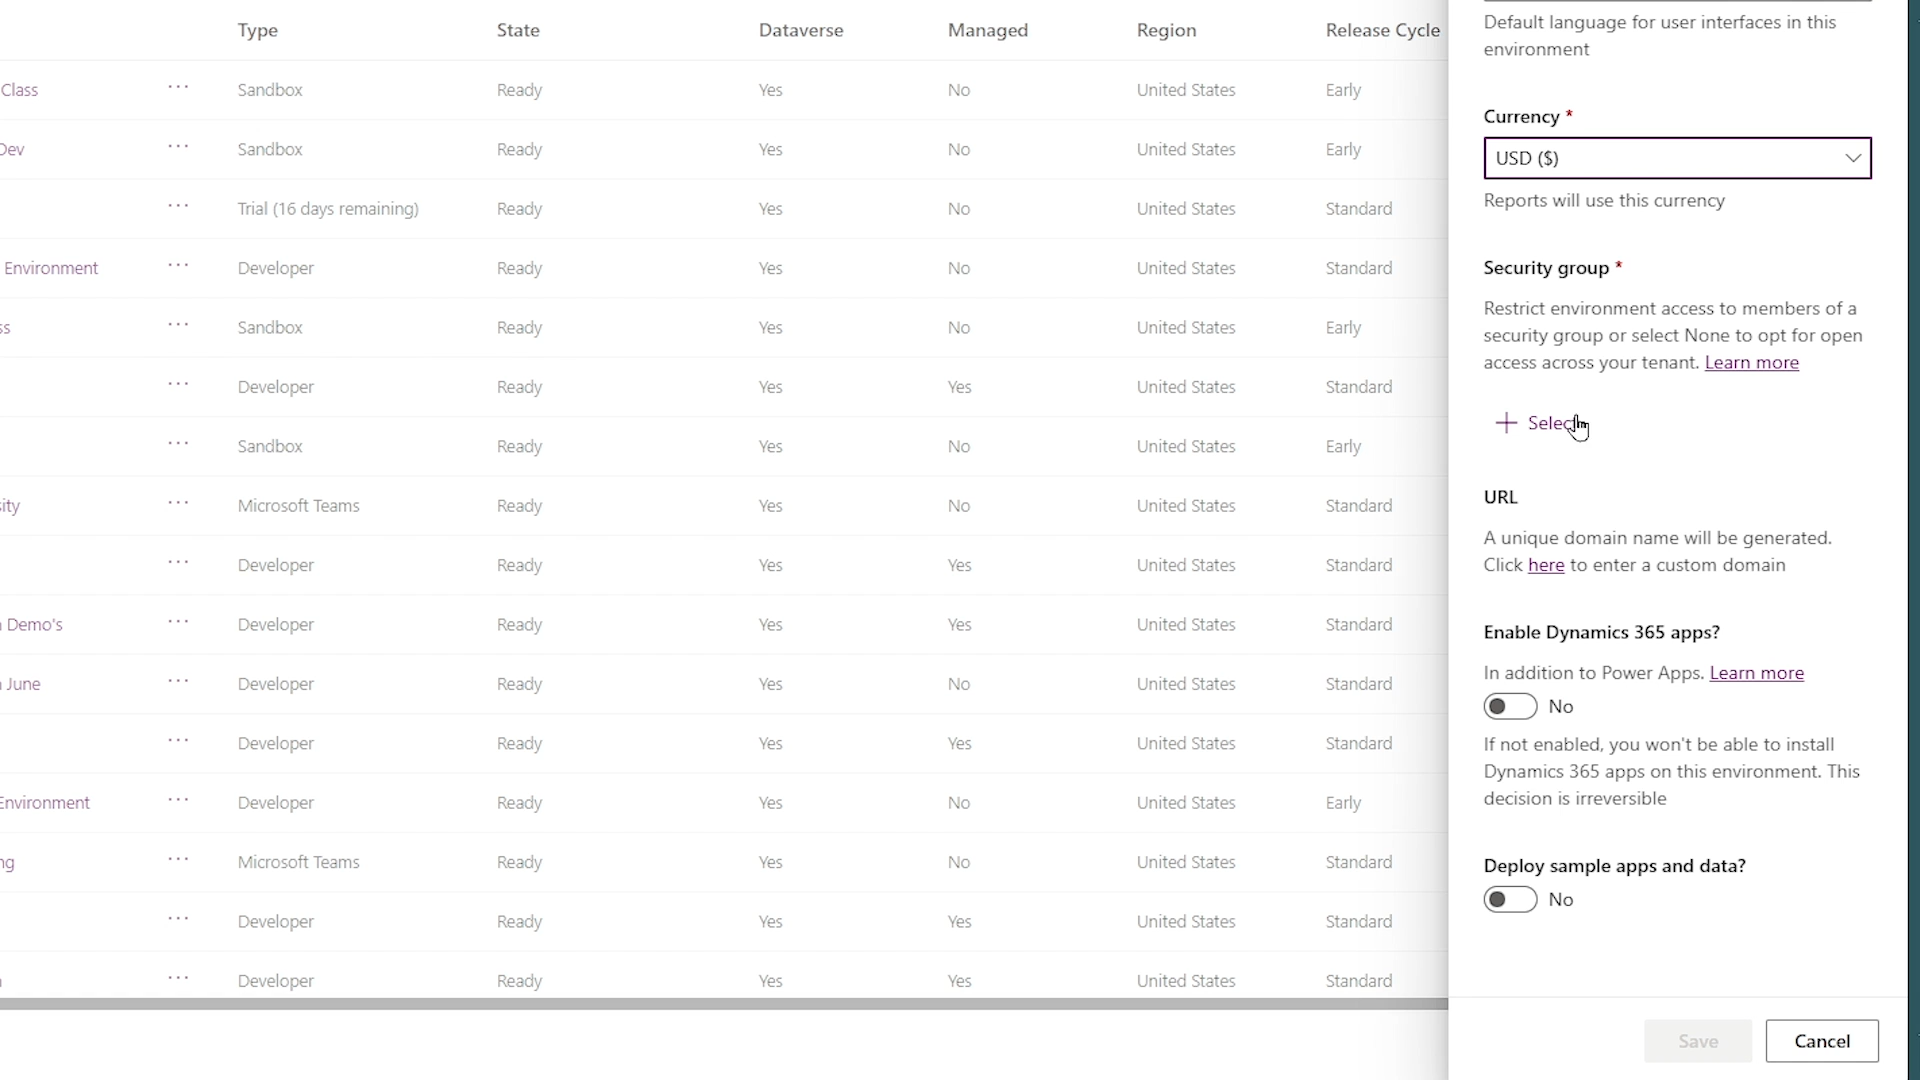 Type State Dataverse Managed Region Release Cycle
Class ... Sandbox Ready Yes No United States Early
Dev ... Sandbox Ready Yes No United States Early
... Trial (16 days remaining) Ready Yes No United States Standard
Environment ... Developer Ready Yes No United States Standard
ss ... Sandbox Ready Yes No United States Early
... Developer Ready Yes Yes United States Standard
... Sandbox Ready Yes No United States Early
sity ... Microsoft Teams Ready Yes No United States Standard
... Developer Ready Yes Yes United States Standard
Demo's ... Developer Ready Yes Yes United States Standard
June ... Developer Ready Yes No United States Standard
... Developer Ready Yes Yes United States Standard
Environment ... Developer Ready Yes No United States Early
ng ... Microsoft Teams Ready Yes No United States Standard
... Developer Ready Yes Yes United States Standard
... Developer Ready Yes Yes United States Standard
Default language for user interfaces in this
environment
Currency *
USD ($)
Reports will use this currency
Security group *
Restrict environment access to members of a
security group or select None to opt for open
access across your tenant. Learn more
+ Select
URL
A unique domain name will be generated.
Click here to enter a custom domain
Enable Dynamics 365 apps?
In addition to Power Apps. Learn more
No
If not enabled, you won't be able to install
Dynamics 365 apps on this environment. This
decision is irreversible
Deploy sample apps and data?
No
Save Cancel